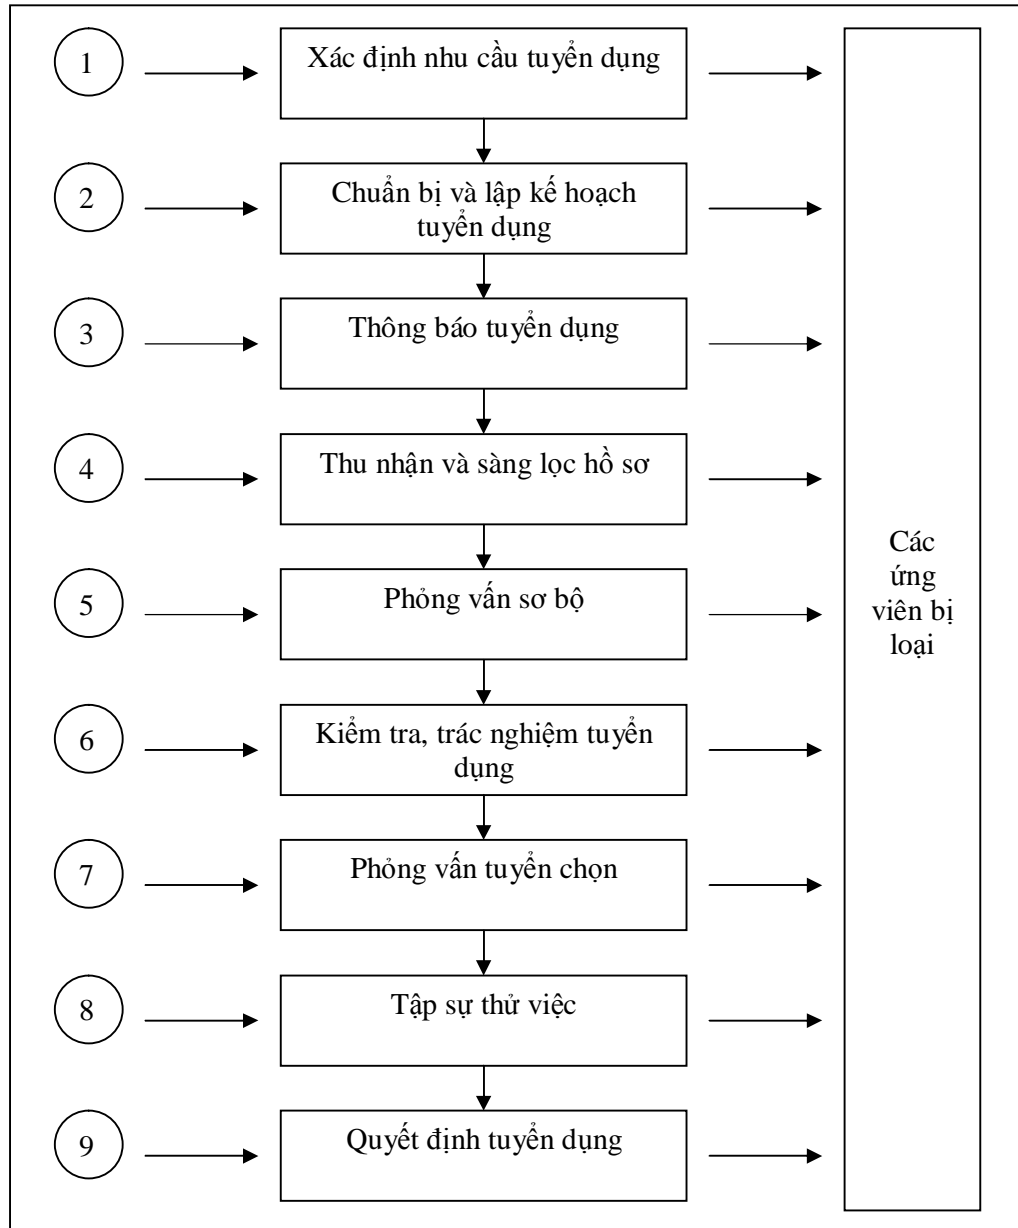 1
Xác định nhu cầu tuyển dụng
2
Chuẩn bị và lập kế hoạch
tuyển dụng
3
Thông báo tuyển dụng
4
Thu nhận và sàng lọc hồ sơ
5
Phỏng vấn sơ bộ
6
Kiểm tra, trác nghiệm tuyển
dụng
7
Phỏng vấn tuyển chọn
8
Tập sự thử việc
9
Quyết định tuyển dụng
Các
ứng
viên bị
loại